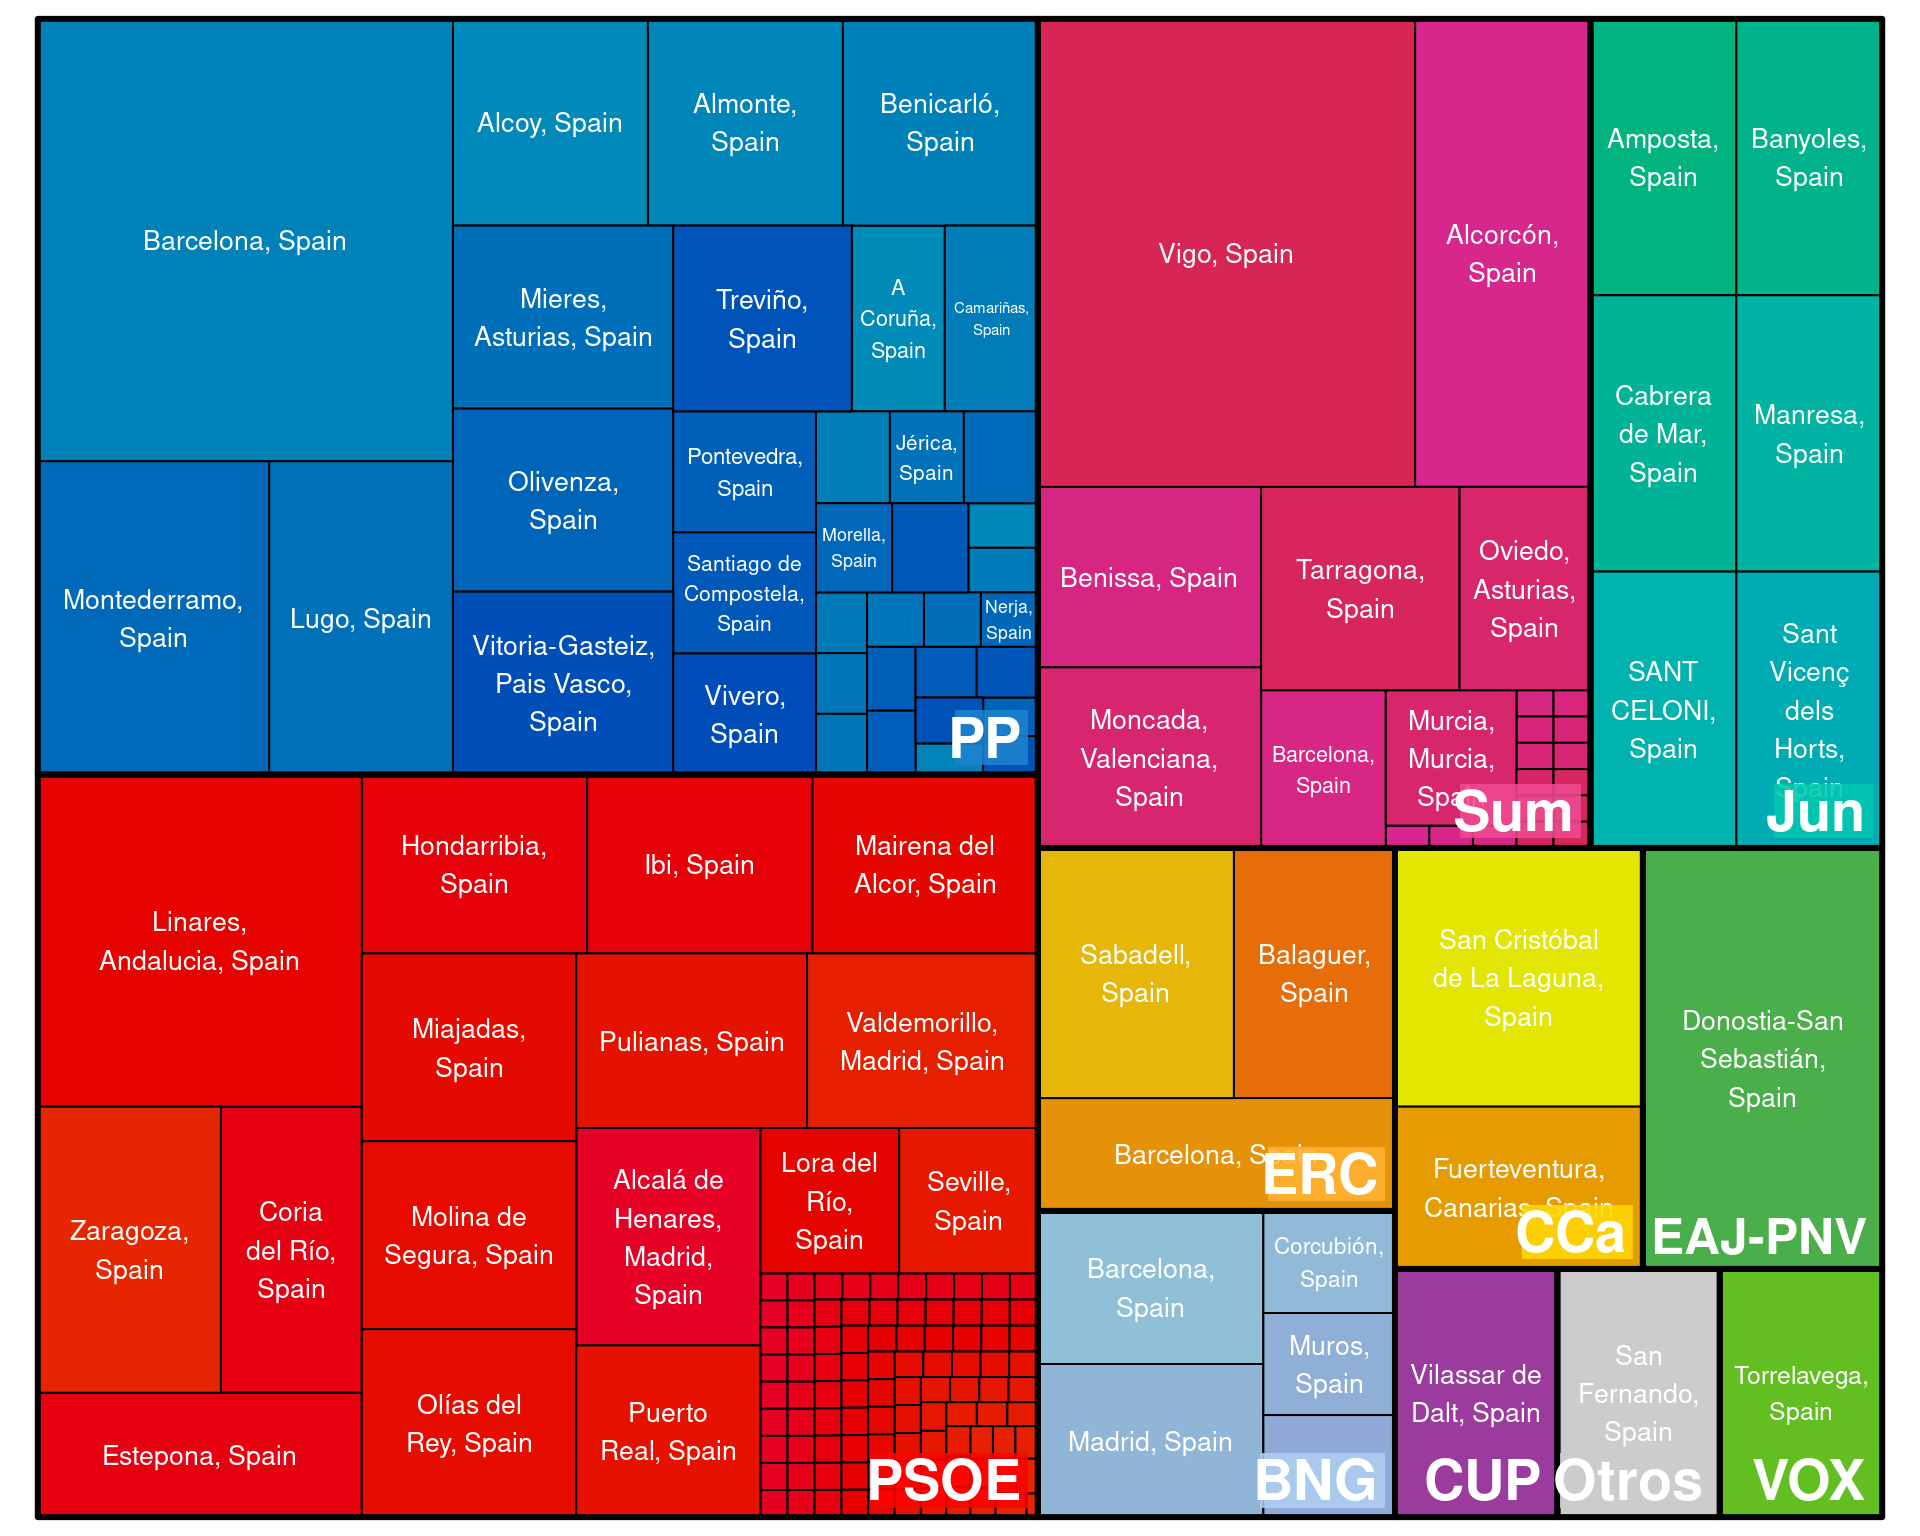 Barcelona, Spain
Alcoy, Spain
Almonte,
Spain
Benicarló,
Spain
Mieres,
Asturias, Spain
Treviño,
Spain
A
Coruña,
Spain
Camariñas,
Spain
Montederramo,
Spain
Lugo, Spain
Olivenza,
Spain
Vitoria-Gasteiz,
Pais Vasco,
Spain
Pontevedra,
Spain
Santiago de
Compostela,
Spain
Vivero,
Spain
Jérica,
Spain
Morella,
Spain
Nerja,
Spain
PP
Linares,
Andalucia, Spain
Hondarribia,
Spain
Ibi, Spain
Mairena del
Alcor, Spain
Miajadas,
Spain
Pulianas, Spain
Valdemorillo,
Madrid, Spain
Zaragoza,
Spain
Coria
del Río,
Spain
Estepona, Spain
Molina de
Segura, Spain
Olías del
Rey, Spain
Alcalá de
Henares,
Madrid,
Spain
Puerto
Real, Spain
Lora del
Río,
Spain
Seville,
Spain
PSOE
Vigo, Spain
Alcorcón,
Spain
Benissa, Spain
Tarragona,
Spain
Oviedo,
Asturias,
Spain
Moncada,
Valenciana,
Spain
Barcelona,
Spain
Murcia,
Murcia,
Spain
Sum
Amposta,
Spain
Banyoles,
Spain
Cabrera
de Mar,
Spain
Manresa,
Spain
SANT
CELONI,
Spain
Sant
Vicenç
dels
Horts,
Spain
Jun
Sabadell,
Spain
Balaguer,
Spain
Barcelona, Spain
ERC
San Cristóbal
de La Laguna,
Spain
Fuerteventura,
Canarias, Spain
CCa
Donostia-San
Sebastián,
Spain
EAJ-PNV
Barcelona,
Spain
Corcubión,
Spain
Muros,
Spain
Madrid, Spain
BNG
Vilassar de
Dalt, Spain
CUP
San
Fernando,
Spain
Otros
Torrelavega,
Spain
VOX